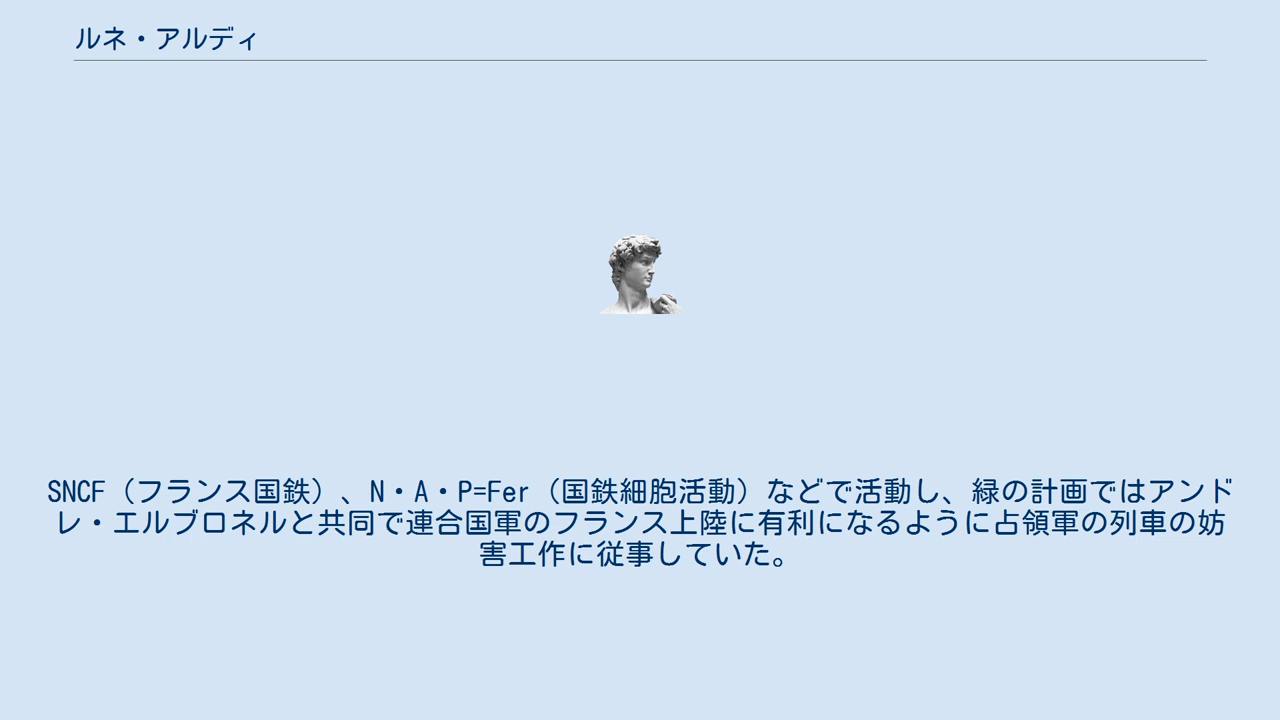 ルネ・アルディ
SNCF（フランス国鉄）、N・A・P=Fer（国鉄細胞活動）などで活動し、緑の計画ではアンド
レ・エルブロネルと共同で連合国軍のフランス上陸に有利になるように占領軍の列車の妨
害工作に従事していた。